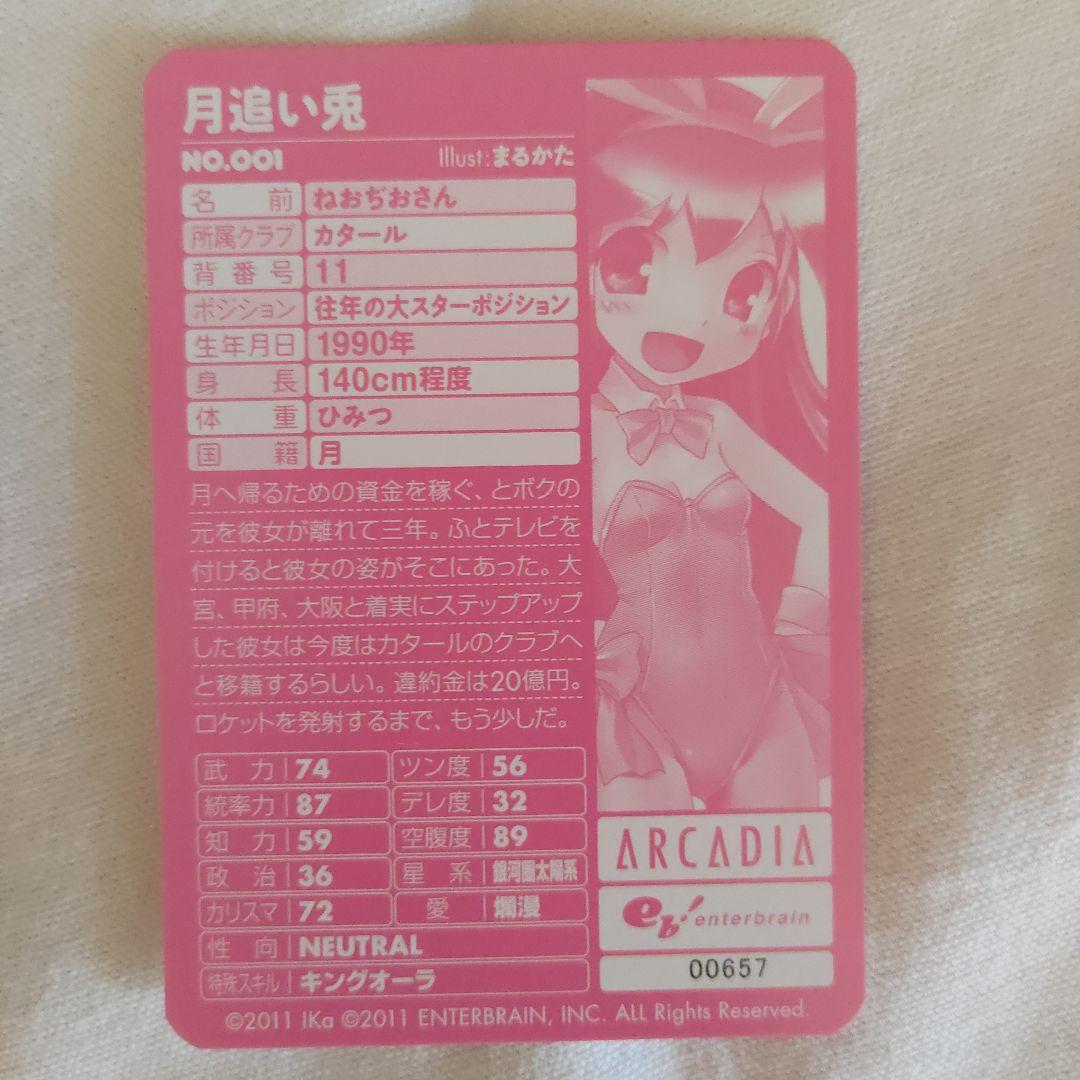 月追い兎
NO.001 Illust:まるかた
名前 ねおぢおさん
所属クラブ カタール
背番号 11
ポジション 往年の大スターポジション
生年月日 1990年
身長 140cm程度
体重 ひみつ
国籍 月
月へ帰るための資金を稼ぐ、とボクの
元を彼女が離れて三年。ふとテレビを
付けると彼女の姿がそこにあった。大
宮、甲府、大阪と着実にステップアップ
した彼女は今度はカタールのクラブへ
と移籍するらしい。違約金は20億円。
ロケットを発射するまで、もう少しだ。
武力 74 ツン度 56
統率力 87 デレ度 32
知力 59 空腹度 89
政治 36 星系 銀河圏太陽系
カリスマ 72 愛 爛漫
性向 NEUTRAL
特殊スキル キングオーラ
ARCADIA
eb! enterbrain
00657
©2011 iKa ©2011 ENTERBRAIN, INC. ALL Rights Reserved.